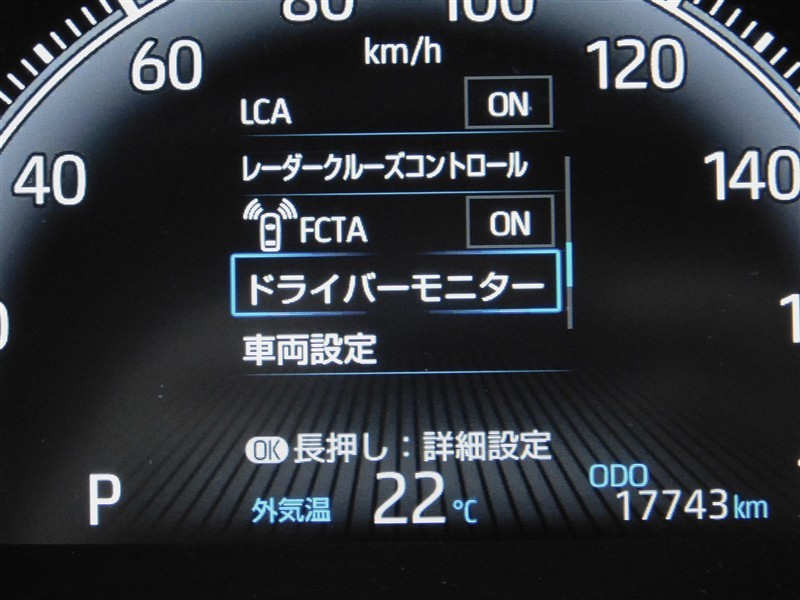 80 100
60 km/h 120
LCA ON
40 レーダークルーズコントロール 140
FCTA ON
ドライバーモニター
車両設定
OK 長押し：詳細設定
P 外気温 22 ℃ ODO 17743 km